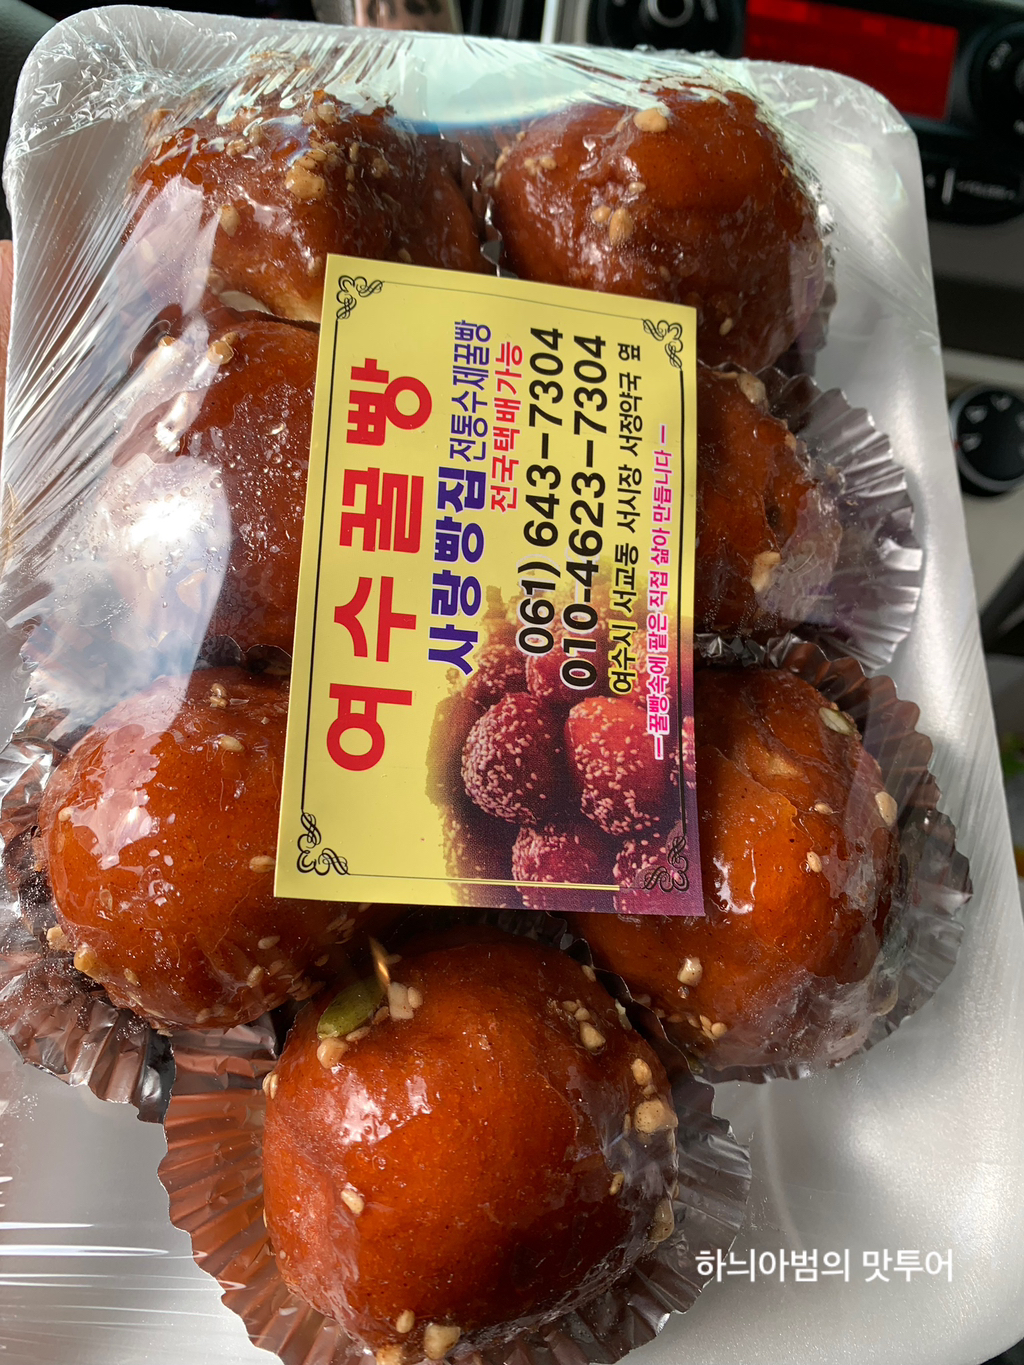 여수꿀빵
사랑빵집 전통수제꿀빵
전국택배가능
061) 643-7304
010-4623-7304
여수시 서교동 서시장 서정약국 옆
-꿀빵속에 팥은 직접 삶아 만듭니다-
하늬아범의 맛투어